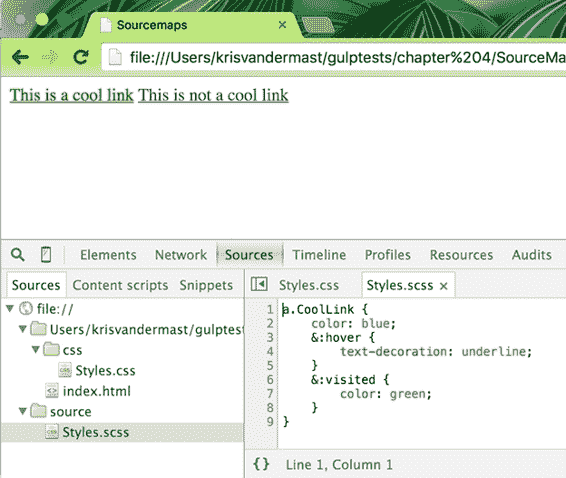 Sourcemaps
file:///Users/krisvandermast/gulptests/chapter%204/SourceMa
This is a cool link This is not a cool link
Elements Network Sources Timeline Profiles Resources Audits
Sources Content scripts Snippets
Styles.css Styles.scss
file://
Users/krisvandermast/gulptes
css
Styles.css
index.html
source
Styles.scss
1 a.CoolLink {
2 color: blue;
3 &:hover {
4 text-decoration: underline;
5 }
6 &:visited {
7 color: green;
8 }
9 }
{} Line 1, Column 1